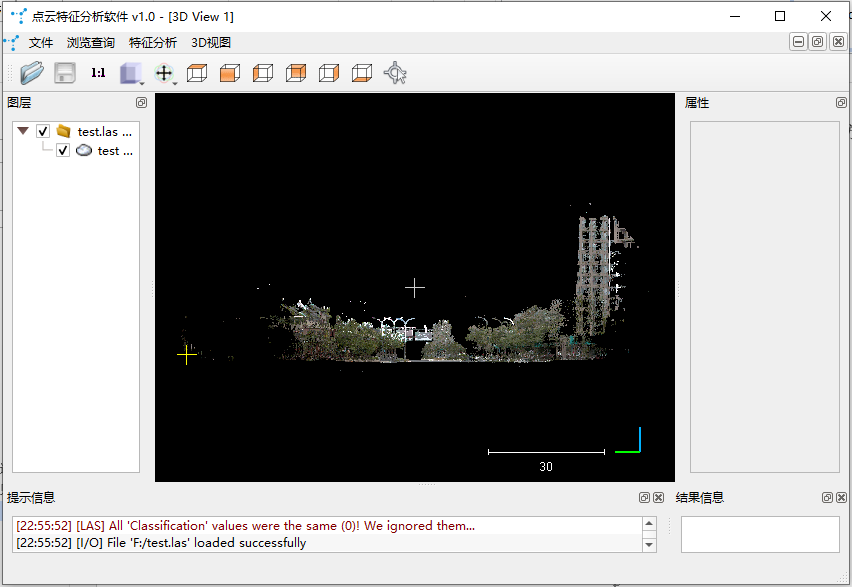 点云特征分析软件 v1.0 - [3D View 1]
文件 浏览查询 特征分析 3D视图
1:1
图层
属性
test.las ...
test ...
30
提示信息
结果信息
[22:55:52] [LAS] All 'Classification' values were the same (0)! We ignored them...
[22:55:52] [I/O] File 'F:/test.las' loaded successfully